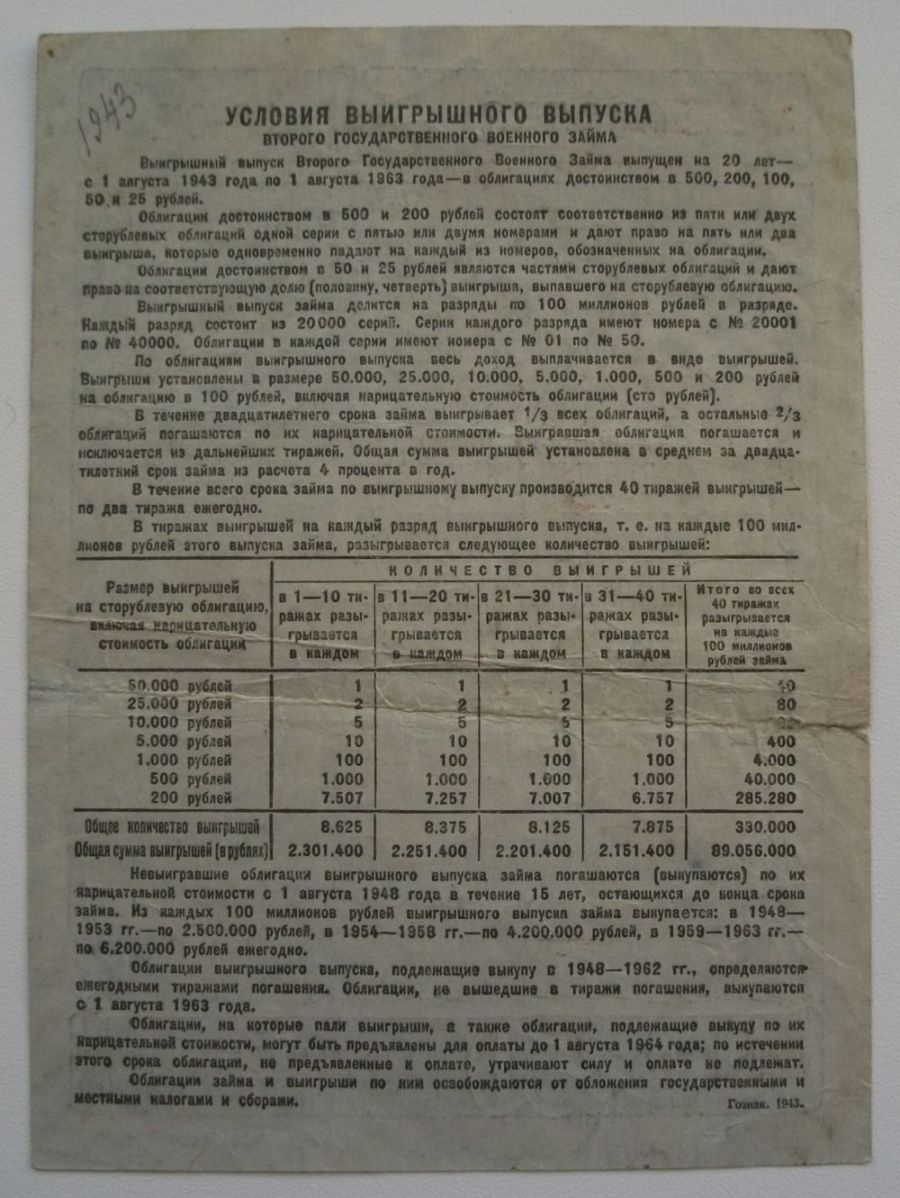 1943
УСЛОВИЯ ВЫИГРЫШНОГО ВЫПУСКА
ВТОРОГО ГОСУДАРСТВЕННОГО ВОЕННОГО ЗАЙМА
Выигрышный выпуск Второго Государственного Военного Займа выпущен на 20 лет—
с 1 августа 1943 года по 1 августа 1963 года—в облигациях достоинством в 500, 200, 100,
50 и 25 рублей.
Облигации достоинством в 500 и 200 рублей состоят соответственно из пяти или двух
сторублевых облигаций одной серии с пятью или двумя номерами и дают право на пять или два
выигрыша, которые одновременно падают на каждый из номеров, обозначенных на облигации.
Облигации достоинством в 50 и 25 рублей являются частями сторублевых облигаций и дают
право на соответствующую долю (половину, четверть) выигрыша, выпавшего на сторублевую облигацию.
Выигрышный выпуск займа делится на разряды по 100 миллионов рублей в разряде.
Каждый разряд состоит из 20000 серий. Серии каждого разряда имеют номера с № 20001
по № 40000. Облигации в каждой серии имеют номера с № 01 по № 50.
По облигациям выигрышного выпуска весь доход выплачивается в виде выигрышей.
Выигрыши установлены в размере 50.000, 25.000, 10.000, 5.000, 1.000, 500 и 200 рублей
на облигацию в 100 рублей, включая нарицательную стоимость облигации (сто рублей).
В течение двадцатилетнего срока займа выигрывает 1/3 всех облигаций, а остальные 2/3
облигаций погашаются по их нарицательной стоимости. Выигравшая облигация погашается и
исключается из дальнейших тиражей. Общая сумма выигрышей установлена в среднем за двадца-
тилетний срок займа из расчета 4 процента в год.
В течение всего срока займа по выигрышному выпуску производится 40 тиражей выигрышей—
по два тиража ежегодно.
В тиражах выигрышей на каждый разряд выигрышного выпуска, т. е. на каждые 100 мил-
лионов рублей этого выпуска займа, разыгрывается следующее количество выигрышей:
Размер выигрышей
на сторублевую облигацию,
включая нарицательную
стоимость облигации
КОЛИЧЕСТВО ВЫИГРЫШЕЙ
в 1—10 ти-
ражах разы-
грывается
в каждом
в 11—20 ти-
ражах разы-
грывается
в каждом
в 21—30 ти-
ражах разы-
грывается
в каждом
в 31—40 ти-
ражах разы-
грывается
в каждом
Итого во всех
40 тиражах
разыгрывается
на каждые
100 миллионов
рублей займа
50.000 рублей 1 1 1 1 40
25.000 рублей 2 2 2 2 80
10.000 рублей 5 5 5 5
5.000 рублей 10 10 10 10 400
1.000 рублей 100 100 100 100 4.000
500 рублей 1.000 1.000 1.000 1.000 40.000
200 рублей 7.507 7.257 7.007 6.757 285.280
Общее количество выигрышей 8.625 8.375 8.125 7.875 330.000
Общая сумма выигрышей (в рублях) 2.301.400 2.251.400 2.201.400 2.151.400 89.056.000
Невыигравшие облигации выигрышного выпуска займа погашаются (выкупаются) по их
нарицательной стоимости с 1 августа 1948 года в течение 15 лет, остающихся до конца срока
займа. Из каждых 100 миллионов рублей выигрышного выпуска займа выкупается: в 1948—
1953 гг.—по 2.500.000 рублей, в 1954—1958 гг.—по 4.200.000 рублей, в 1959—1963 гг.—
по 6.200.000 рублей ежегодно.
Облигации выигрышного выпуска, подлежащие выкупу в 1948—1962 гг., определяются
ежегодными тиражами погашения. Облигации, не вышедшие в тиражи погашения, выкупаются
с 1 августа 1963 года.
Облигации, на которые пали выигрыши, а также облигации, подлежащие выкупу по их
нарицательной стоимости, могут быть предъявлены для оплаты до 1 августа 1964 года; по истечении
этого срока облигации, не предъявленные к оплате, утрачивают силу и оплате не подлежат.
Облигации займа и выигрыши по ним освобождаются от обложения государственными и
местными налогами и сборами.
Гознак. 1943.